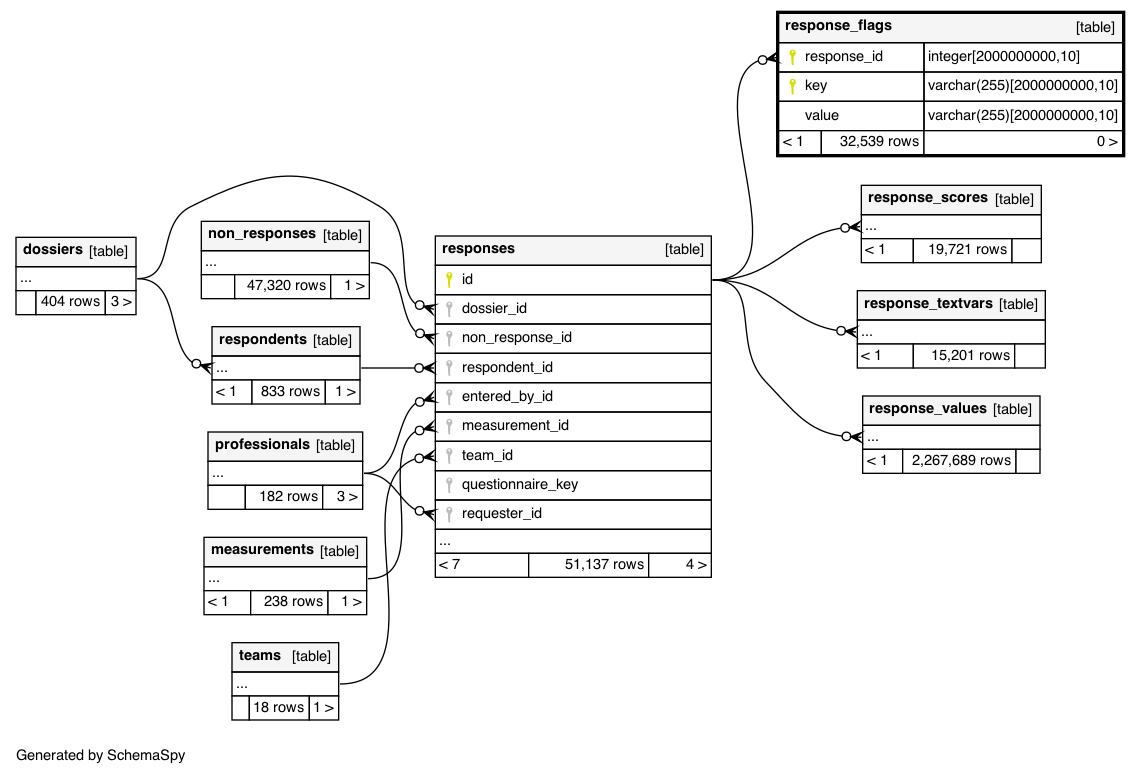 response_flags [table]
response_id integer[2000000000,10]
key varchar(255)[2000000000,10]
value varchar(255)[2000000000,10]
< 1 32,539 rows 0 >
response_scores [table]
...
< 1 19,721 rows
response_textvars [table]
...
< 1 15,201 rows
response_values [table]
...
< 1 2,267,689 rows
dossiers [table]
...
404 rows 3 >
non_responses [table]
...
47,320 rows 1 >
respondents [table]
...
< 1 833 rows 1 >
professionals [table]
...
182 rows 3 >
measurements [table]
...
< 1 238 rows 1 >
teams [table]
...
18 rows 1 >
responses [table]
id
dossier_id
non_response_id
respondent_id
entered_by_id
measurement_id
team_id
questionnaire_key
requester_id
...
< 7 51,137 rows 4 >
Generated by SchemaSpy